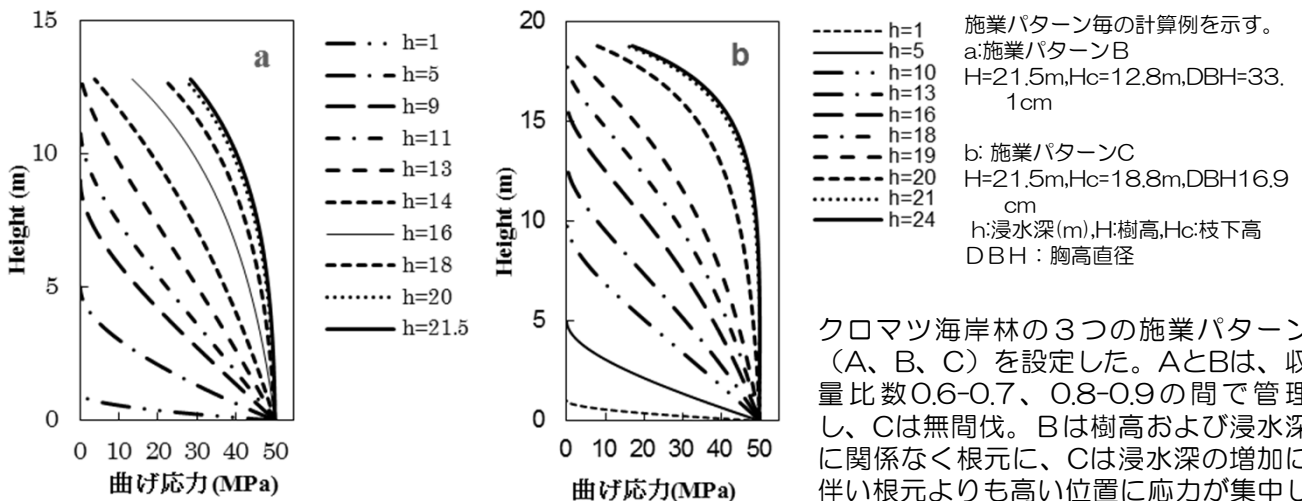 15
10
5
0
Height (m)
0 10 20 30 40 50
曲げ応力(MPa)
a
h=1
h=5
h=9
h=11
h=13
h=14
h=16
h=18
h=20
h=21.5
20
15
10
5
0
Height (m)
0 10 20 30 40 50
曲げ応力(MPa)
b
h=1
h=5
h=10
h=13
h=16
h=18
h=19
h=20
h=21
h=24
施業パターン毎の計算例を示す。
a:施業パターンB
H=21.5m,Hc=12.8m,DBH=33.
1cm
b: 施業パターンC
H=21.5m,Hc=18.8m,DBH16.9
cm
h:浸水深(m),H:樹高,Hc:枝下高
DBH：胸高直径
クロマツ海岸林の３つの施業パターン
（A、B、C）を設定した。AとBは、収
量比数0.6-0.7、0.8-0.9の間で管理
し、Cは無間伐。Bは樹高および浸水深
に関係なく根元に、Cは浸水深の増加に
伴い根元よりも高い位置に応力が集中し